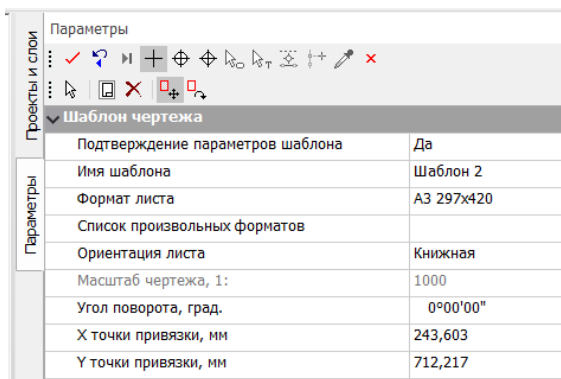 Параметры
Проекты и слои
Параметры
Шаблон чертежа
Подтверждение параметров шаблона Да
Имя шаблона Шаблон 2
Формат листа А3 297x420
Список произвольных форматов
Ориентация листа Книжная
Масштаб чертежа, 1: 1000
Угол поворота, град. 0°00'00"
X точки привязки, мм 243,603
Y точки привязки, мм 712,217